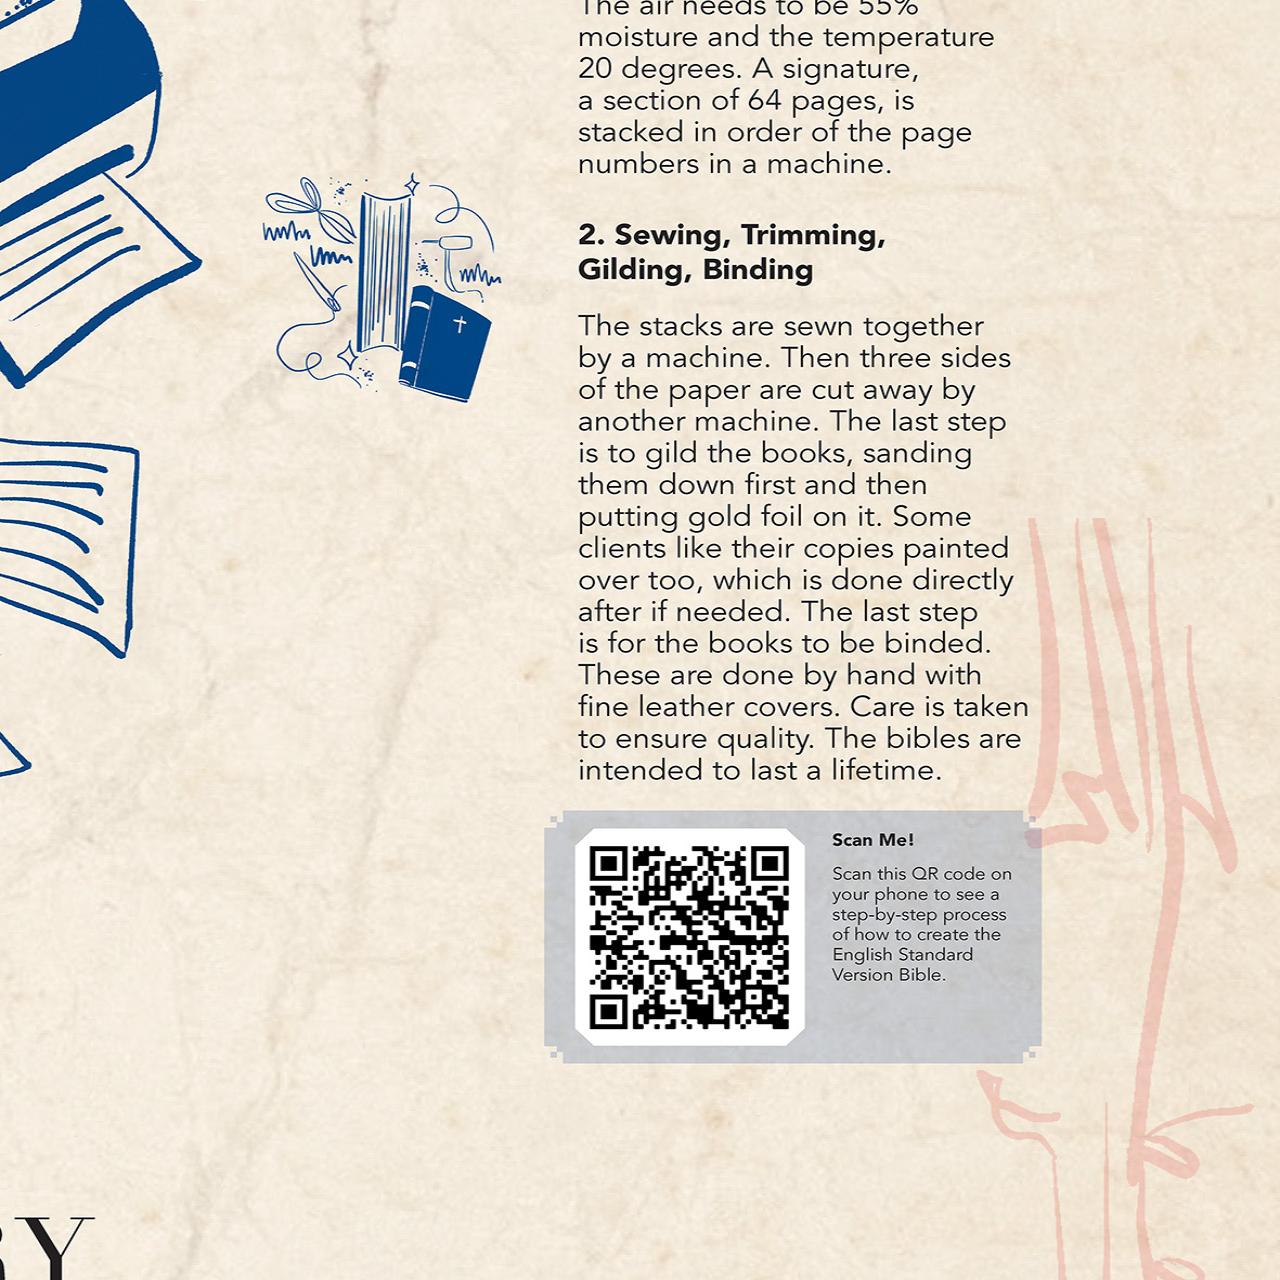 The air needs to be 55%
moisture and the temperature
20 degrees. A signature,
a section of 64 pages, is
stacked in order of the page
numbers in a machine.
2. Sewing, Trimming,
Gilding, Binding
The stacks are sewn together
by a machine. Then three sides
of the paper are cut away by
another machine. The last step
is to gild the books, sanding
them down first and then
putting gold foil on it. Some
clients like their copies painted
over too, which is done directly
after if needed. The last step
is for the books to be binded.
These are done by hand with
fine leather covers. Care is taken
to ensure quality. The bibles are
intended to last a lifetime.
Scan Me!
Scan this QR code on
your phone to see a
step-by-step process
of how to create the
English Standard
Version Bible.